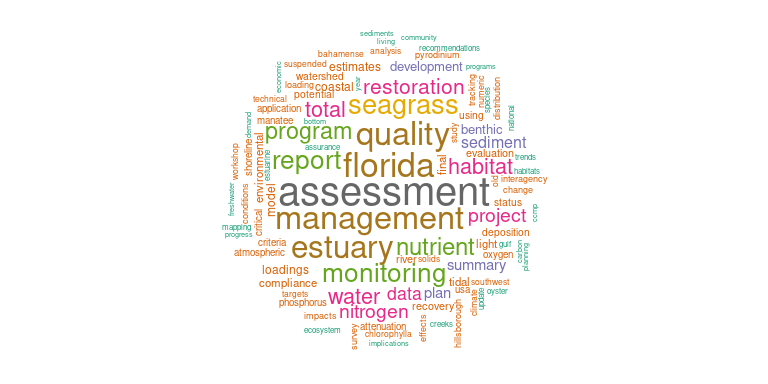 sediments
living
community
recommendations
bahamense
analysis
pyrodinium
suspended
estimates
development
programs
economic
watershed
loading
coastal
year
restoration
tracking
numeric
species
distribution
potential
technical
application
total
seagrass
using
national
manatee
bottom
demand
program
quality
study
benthic
assurance
sediment
shoreline
environmental
estuarine
workshop
report
florida
final
habitat
evaluation
trends
habitats
old
interagency
model
assessment
change
freshwater
conditions
critical
management
project
status
ccmp
mapping
progress
deposition
criteria
atmospheric
estuary
nutrient
light
gulf
oxygen
carbon
planning
river
solids
loadings
monitoring
summary
compliance
tidal
southwest
targets
water
data
plan
usa
climate
update
oyster
phosphorus
nitrogen
recovery
impacts
ecosystem
survey
attenuation
effects
creeks
hillsborough
chlorophylla
implications